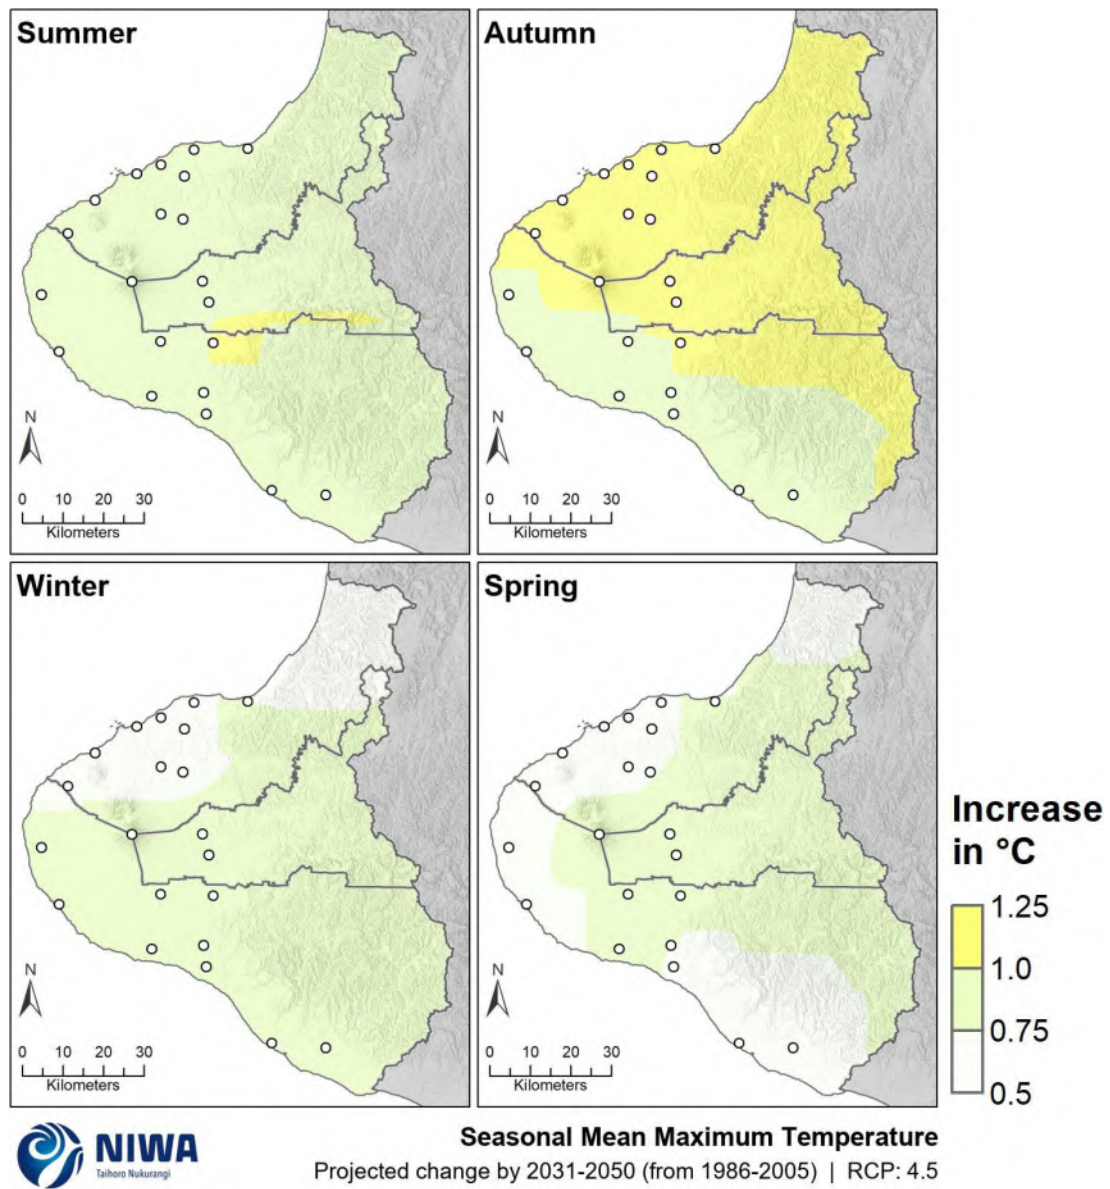 Summer
Autumn
N
0 10 20 30
Kilometers
N
0 10 20 30
Kilometers
Winter
Spring
N
0 10 20 30
Kilometers
N
0 10 20 30
Kilometers
Increase
in °C
1.25
1.0
0.75
0.5
NIWA
Taihoro Nukurangi
Seasonal Mean Maximum Temperature
Projected change by 2031-2050 (from 1986-2005) | RCP: 4.5